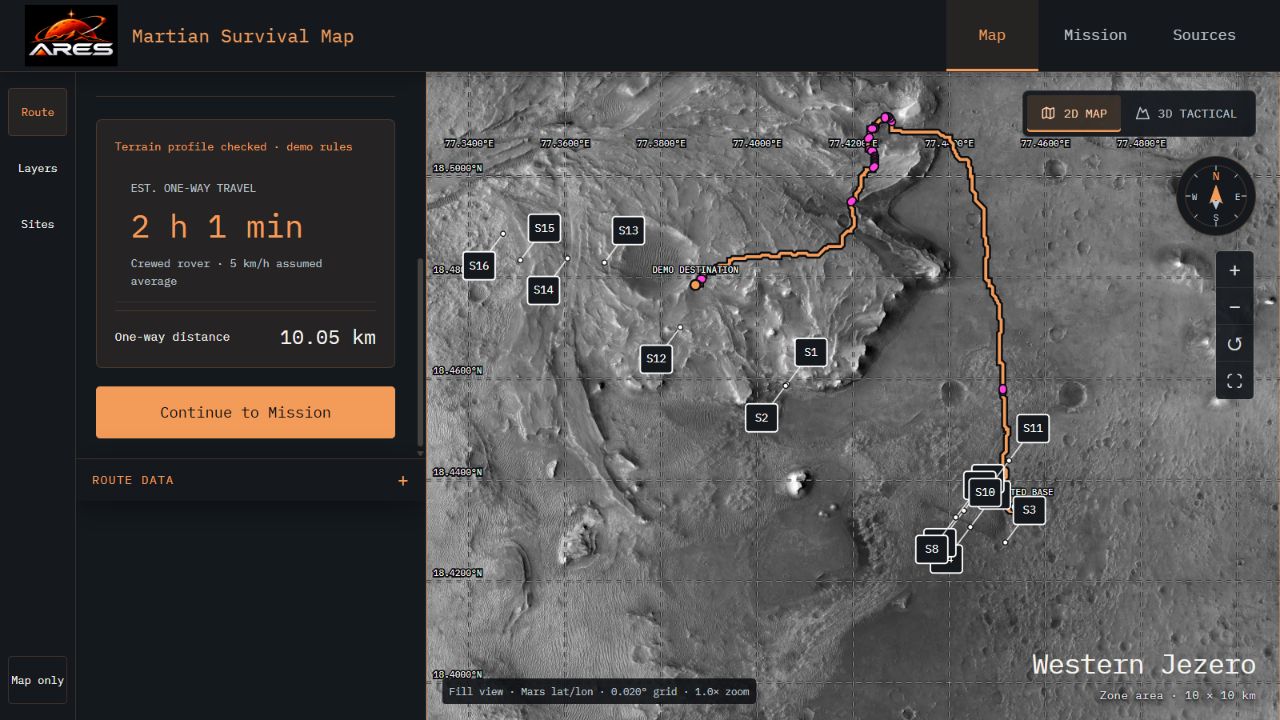 ARES
Martian Survival Map
Map
Mission
Sources
Route
Layers
Sites
Map only
Terrain profile checked · demo rules
EST. ONE-WAY TRAVEL
2 h 1 min
Crewed rover · 5 km/h assumed
average
One-way distance
10.05 km
Continue to Mission
ROUTE DATA
+
2D MAP
3D TACTICAL
77.3400°E
77.3600°E
77.3800°E
77.4000°E
77.4600°E
77.4800°E
18.5000°N
N
W
E
S
S15
S13
S16
18.48
DEMO DESTINATION
S14
+
−
S12
S1
18.4600°N
S2
S11
18.4400°N
S10
TED BASE
S3
S8
18.4200°N
18.4000°N
Western Jezero
Fill view · Mars lat/lon · 0.020° grid · 1.0× zoom
Zone area · 10 × 10 km